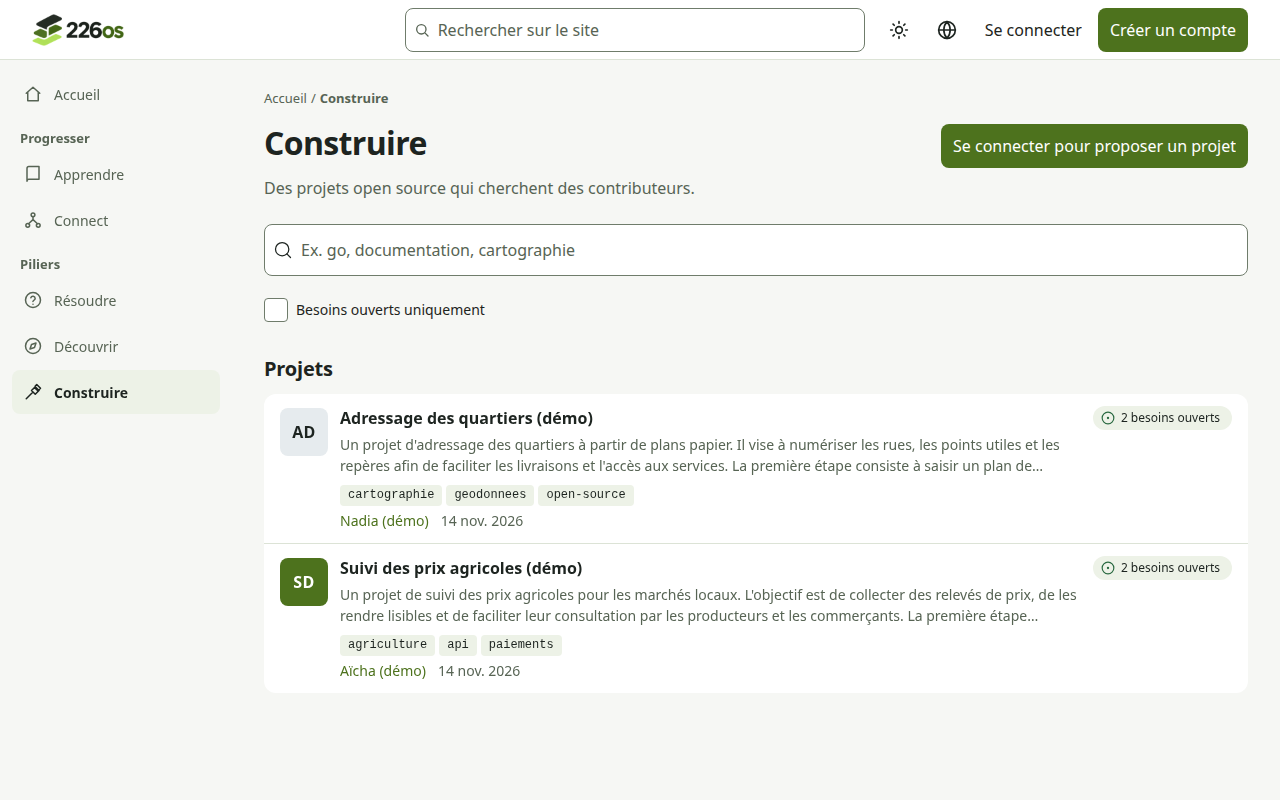 226os
Rechercher sur le site
Se connecter
Créer un compte
Accueil
Progresser
Apprendre
Connect
Piliers
Résoudre
Découvrir
Construire
Accueil / Construire
Construire
Se connecter pour proposer un projet
Des projets open source qui cherchent des contributeurs.
Ex. go, documentation, cartographie
Besoins ouverts uniquement
Projets
AD
Adressage des quartiers (démo)
2 besoins ouverts
Un projet d'adressage des quartiers à partir de plans papier. Il vise à numériser les rues, les points utiles et les
repères afin de faciliter les livraisons et l'accès aux services. La première étape consiste à saisir un plan de…
cartographie geodonnees open-source
Nadia (démo) 14 nov. 2026
SD
Suivi des prix agricoles (démo)
2 besoins ouverts
Un projet de suivi des prix agricoles pour les marchés locaux. L'objectif est de collecter des relevés de prix, de les
rendre lisibles et de faciliter leur consultation par les producteurs et les commerçants. La première étape…
agriculture api paiements
Aïcha (démo) 14 nov. 2026